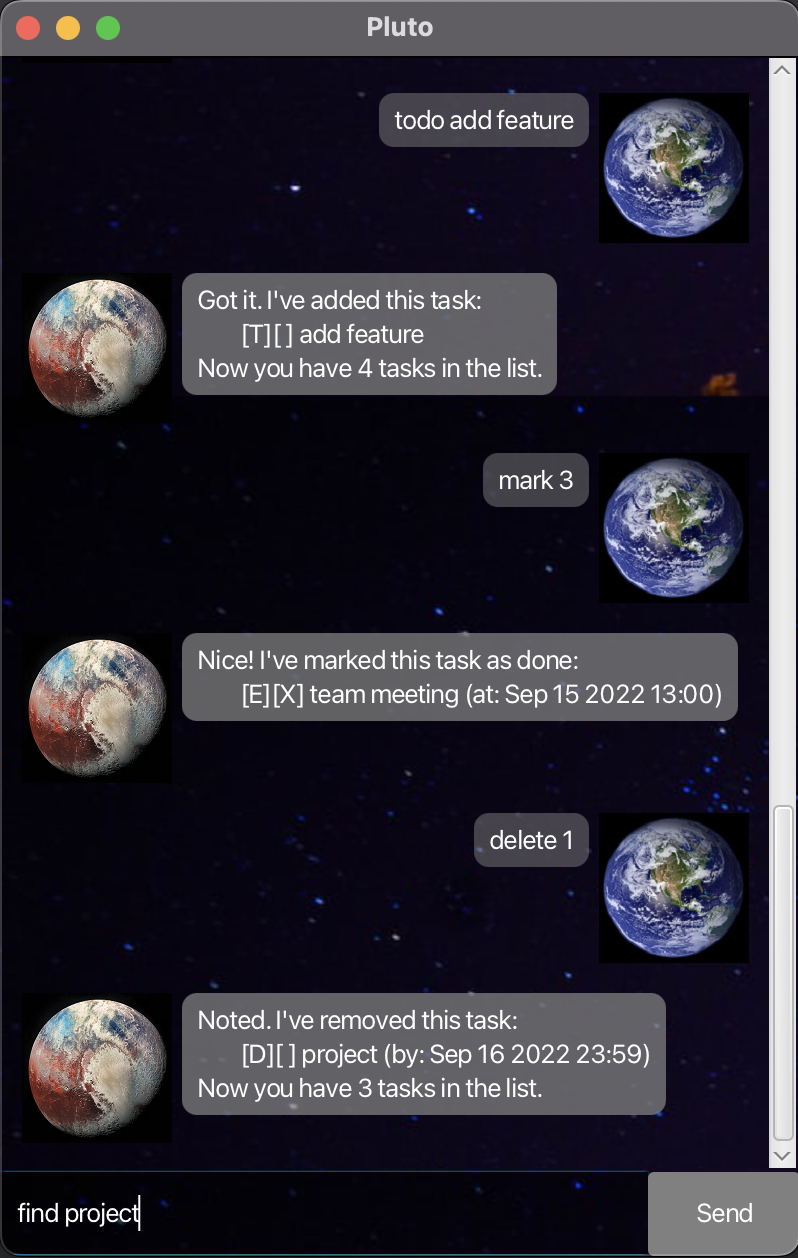 Pluto
todo add feature
Got it. I've added this task:
[T][ ] add feature
Now you have 4 tasks in the list.
mark 3
Nice! I've marked this task as done:
[E][X] team meeting (at: Sep 15 2022 13:00)
delete 1
Noted. I've removed this task:
[D][ ] project (by: Sep 16 2022 23:59)
Now you have 3 tasks in the list.
find project
Send